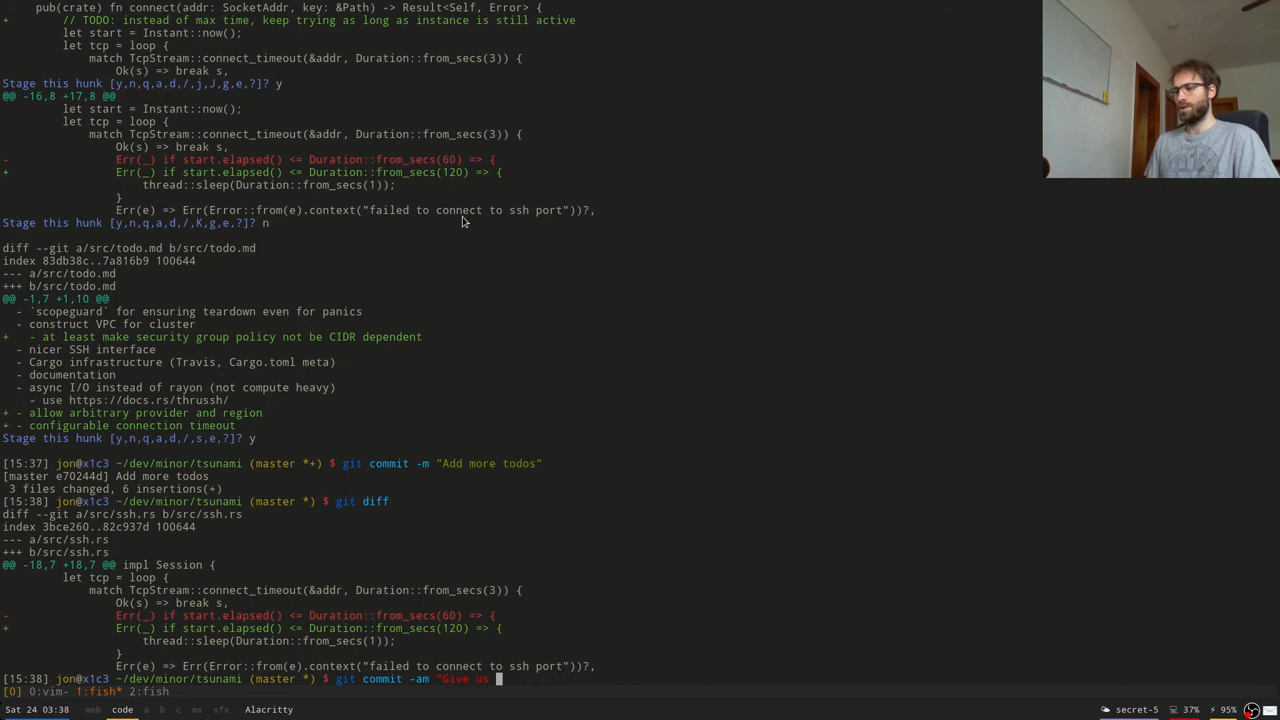 pub(crate) fn connect(addr: SocketAddr, key: &Path) -> Result<Self, Error> {
+        // TODO: instead of max time, keep trying as long as instance is still active
         let start = Instant::now();
         let tcp = loop {
             match TcpStream::connect_timeout(&addr, Duration::from_secs(3)) {
                 Ok(s) => break s,
Stage this hunk [y,n,q,a,d,/,j,J,g,e,?]? y
@@ -16,8 +17,8 @@
         let start = Instant::now();
         let tcp = loop {
             match TcpStream::connect_timeout(&addr, Duration::from_secs(3)) {
                 Ok(s) => break s,
-                Err(_) if start.elapsed() <= Duration::from_secs(60) => {
+                Err(_) if start.elapsed() <= Duration::from_secs(120) => {
                     thread::sleep(Duration::from_secs(1));
                 }
                 Err(e) => Err(Error::from(e).context("failed to connect to ssh port"))?,
Stage this hunk [y,n,q,a,d,/,K,g,e,?]? n
diff --git a/src/todo.md b/src/todo.md
index 83db38c..7a816b9 100644
--- a/src/todo.md
+++ b/src/todo.md
@@ -1,7 +1,10 @@
  - `scopeguard` for ensuring teardown even for panics
  - construct VPC for cluster
+   - at least make security group policy not be CIDR dependent
  - nicer SSH interface
  - Cargo infrastructure (Travis, Cargo.toml meta)
  - documentation
  - async I/O instead of rayon (not compute heavy)
    - use https://docs.rs/thrussh/
+ - allow arbitrary provider and region
+ - configurable connection timeout
Stage this hunk [y,n,q,a,d,/,s,e,?]? y
[15:37] jon@x1c3 ~/dev/minor/tsunami (master *+) $ git commit -m "Add more todos"
[master e70244d] Add more todos
 3 files changed, 6 insertions(+)
[15:38] jon@x1c3 ~/dev/minor/tsunami (master *) $ git diff
diff --git a/src/ssh.rs b/src/ssh.rs
index 3bce260..82c937d 100644
--- a/src/ssh.rs
+++ b/src/ssh.rs
@@ -18,7 +18,7 @@ impl Session {
         let tcp = loop {
             match TcpStream::connect_timeout(&addr, Duration::from_secs(3)) {
                 Ok(s) => break s,
-                Err(_) if start.elapsed() <= Duration::from_secs(60) => {
+                Err(_) if start.elapsed() <= Duration::from_secs(120) => {
                     thread::sleep(Duration::from_secs(1));
                 }
                 Err(e) => Err(Error::from(e).context("failed to connect to ssh port"))?,
[15:38] jon@x1c3 ~/dev/minor/tsunami (master *) $ git commit -am "Give us
[0] 0:vim- 1:fish* 2:fish
Sat 24 03:38 web code a b c mx sfx Alacritty secret-5 37% 95%